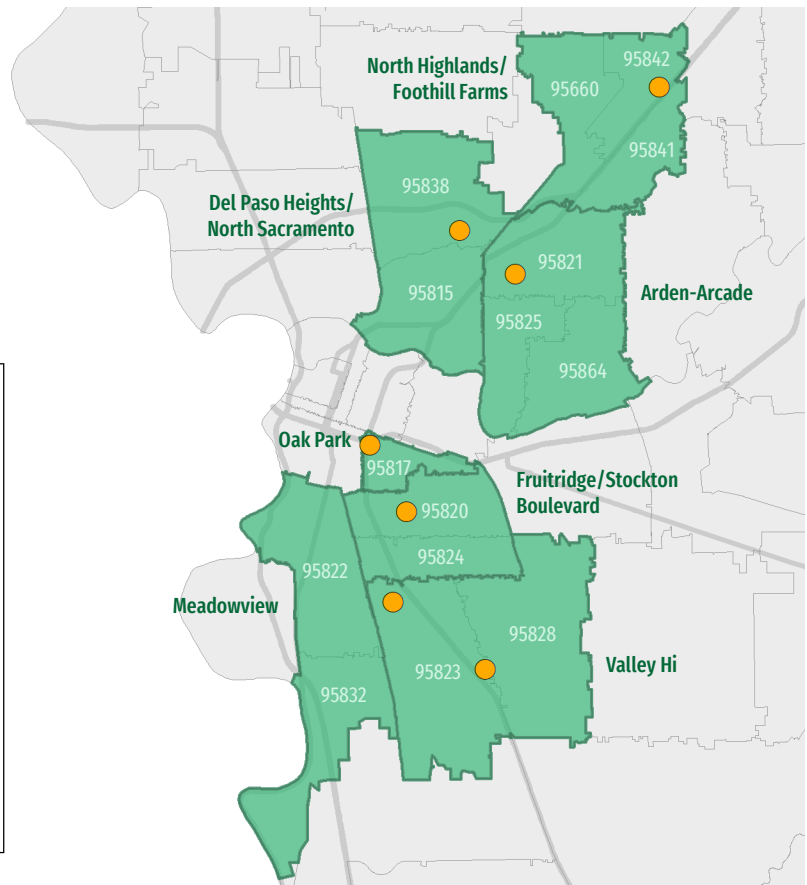 North Highlands/
Foothill Farms
95842
95660
95841
95838
Del Paso Heights/
North Sacramento
95821
95815
Arden-Arcade
95825
95864
Oak Park
95817
Fruitridge/Stockton
Boulevard
95820
95824
95822
Meadowview
95828
Valley Hi
95823
95832